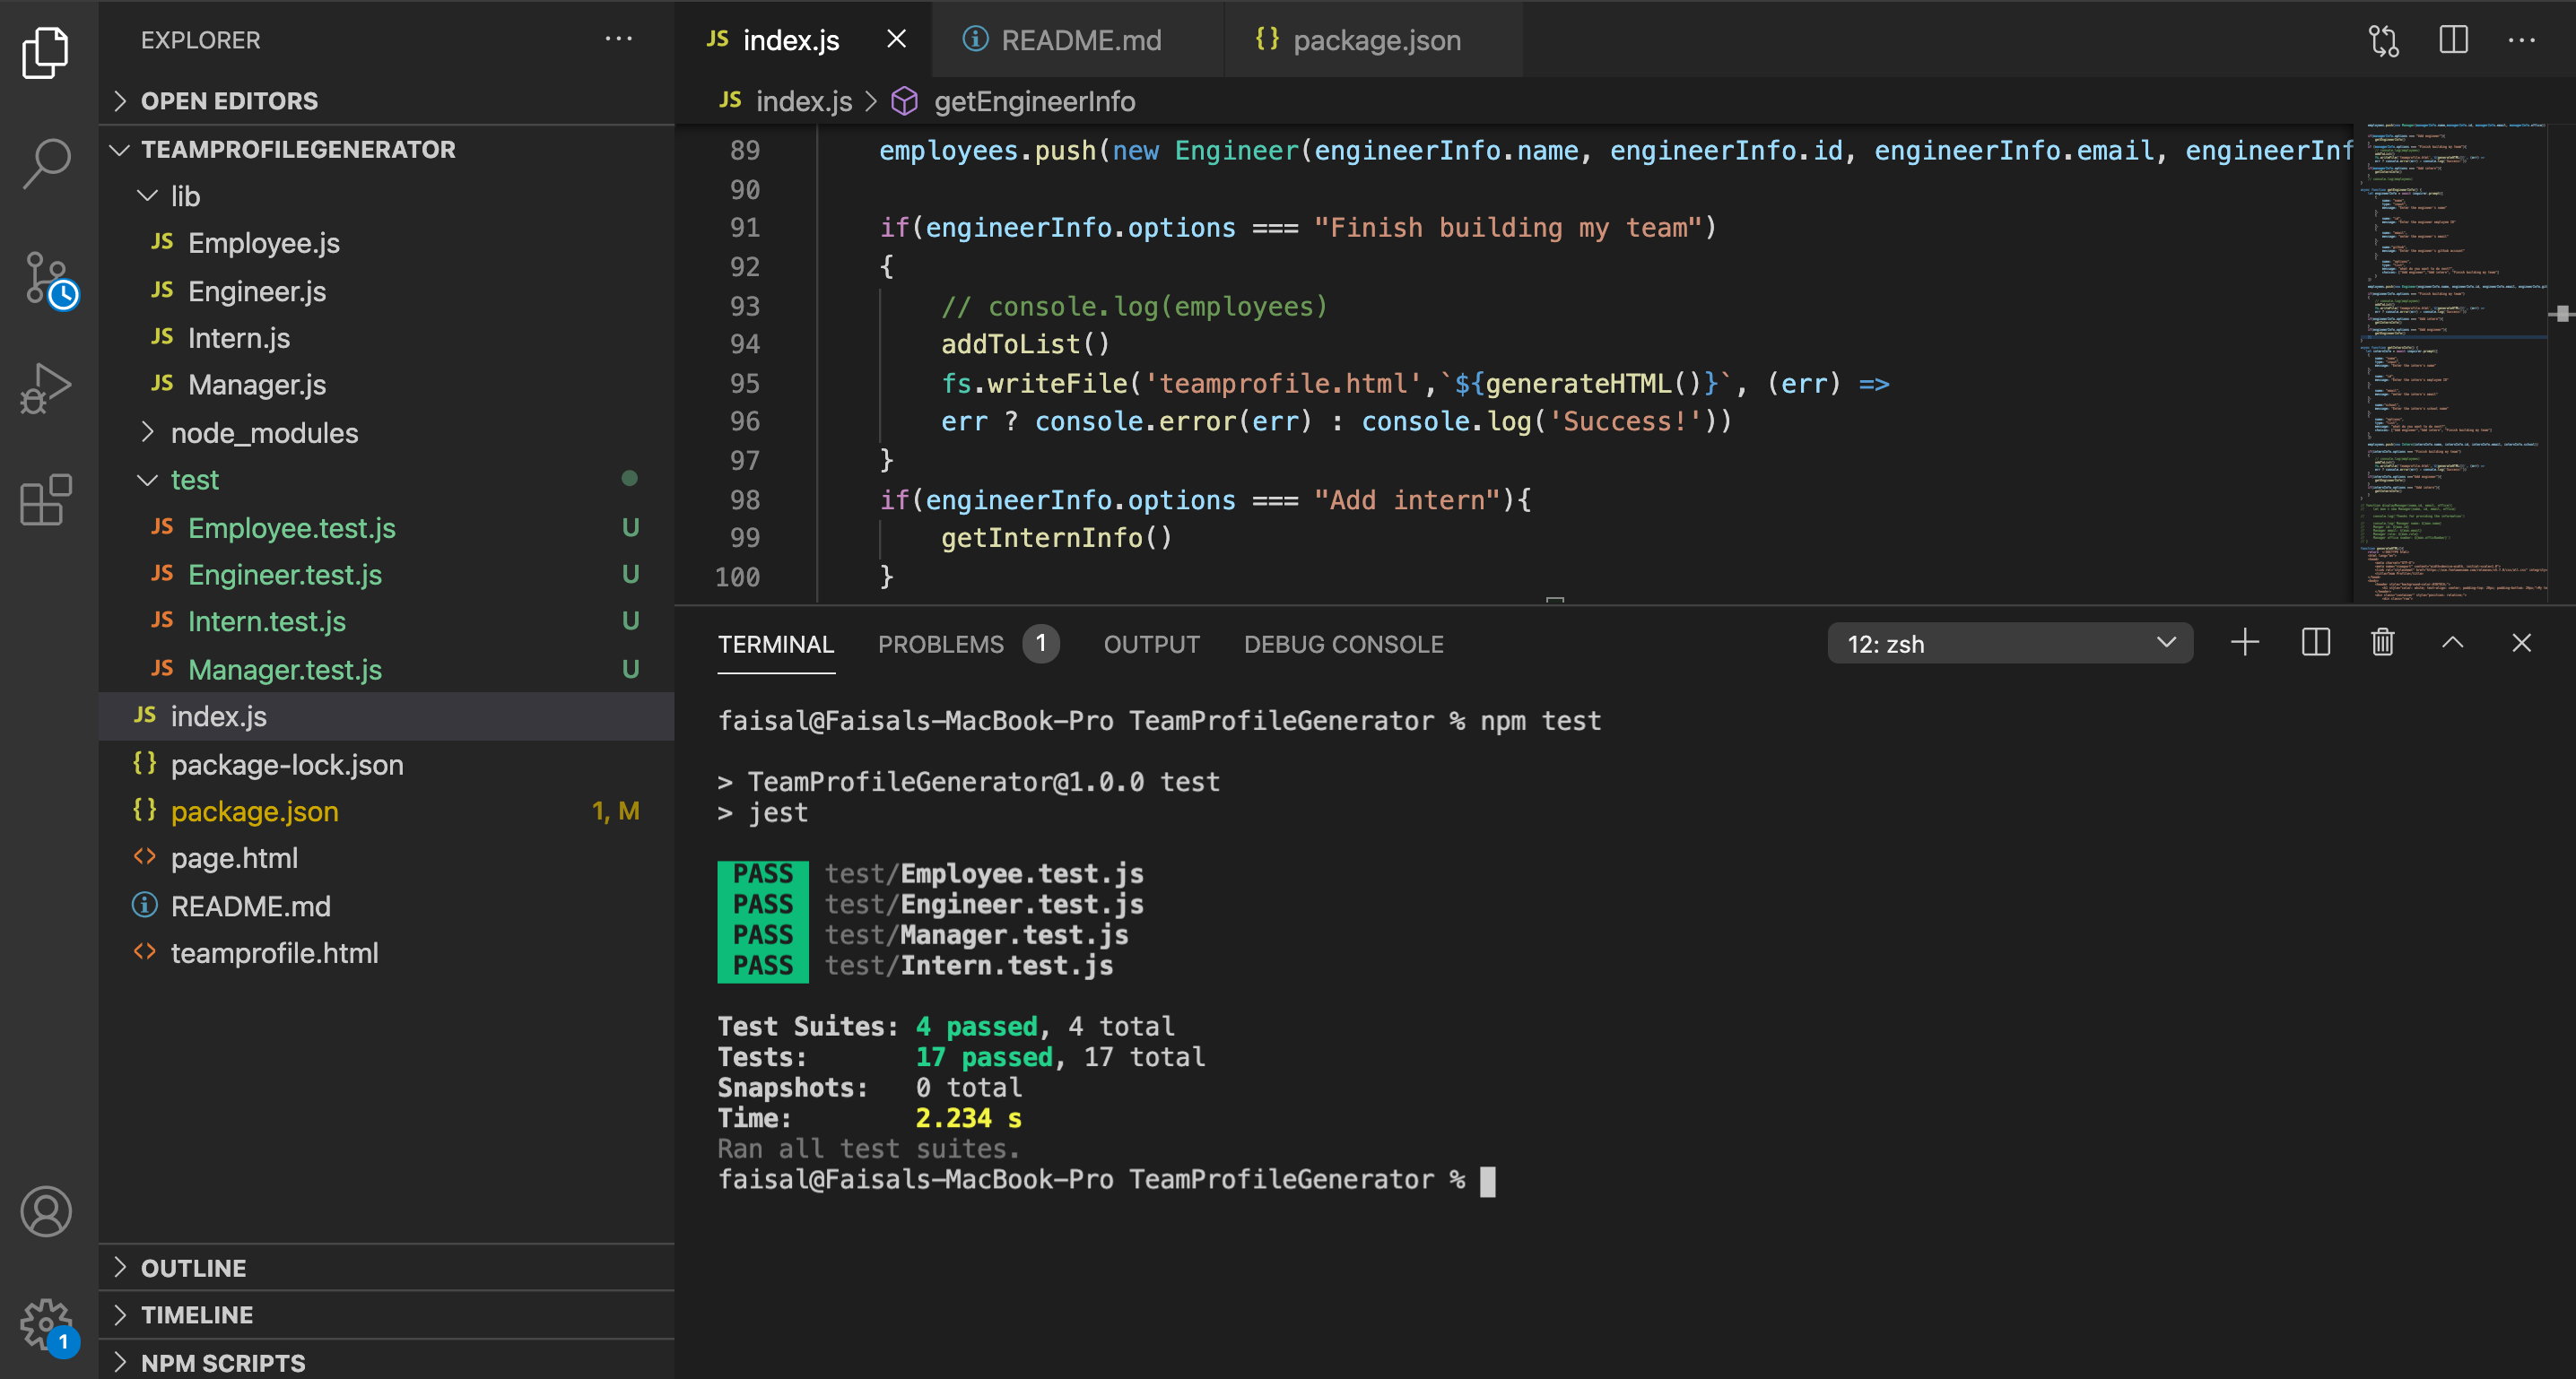 EXPLORER
OPEN EDITORS
TEAMPROFILEGENERATOR
lib
JS Employee.js
JS Engineer.js
JS Intern.js
JS Manager.js
node_modules
test
JS Employee.test.js U
JS Engineer.test.js U
JS Intern.test.js U
JS Manager.test.js U
JS index.js
{} package-lock.json
{} package.json 1, M
<> page.html
README.md
<> teamprofile.html
OUTLINE
TIMELINE
NPM SCRIPTS
1
JS index.js
README.md
{} package.json
JS index.js > getEngineerInfo
89 employees.push(new Engineer(engineerInfo.name, engineerInfo.id, engineerInfo.email, engineerInf
90
91 if(engineerInfo.options === "Finish building my team")
92 {
93 // console.log(employees)
94 addToList()
95 fs.writeFile('teamprofile.html',`${generateHTML()}`, (err) =>
96 err ? console.error(err) : console.log('Success!'))
97 }
98 if(engineerInfo.options === "Add intern"){
99 getInternInfo()
100 }
TERMINAL PROBLEMS 1 OUTPUT DEBUG CONSOLE 12: zsh
faisal@Faisals-MacBook-Pro TeamProfileGenerator % npm test
> TeamProfileGenerator@1.0.0 test
> jest
PASS test/Employee.test.js
PASS test/Engineer.test.js
PASS test/Manager.test.js
PASS test/Intern.test.js
Test Suites: 4 passed, 4 total
Tests: 17 passed, 17 total
Snapshots: 0 total
Time: 2.234 s
Ran all test suites.
faisal@Faisals-MacBook-Pro TeamProfileGenerator %